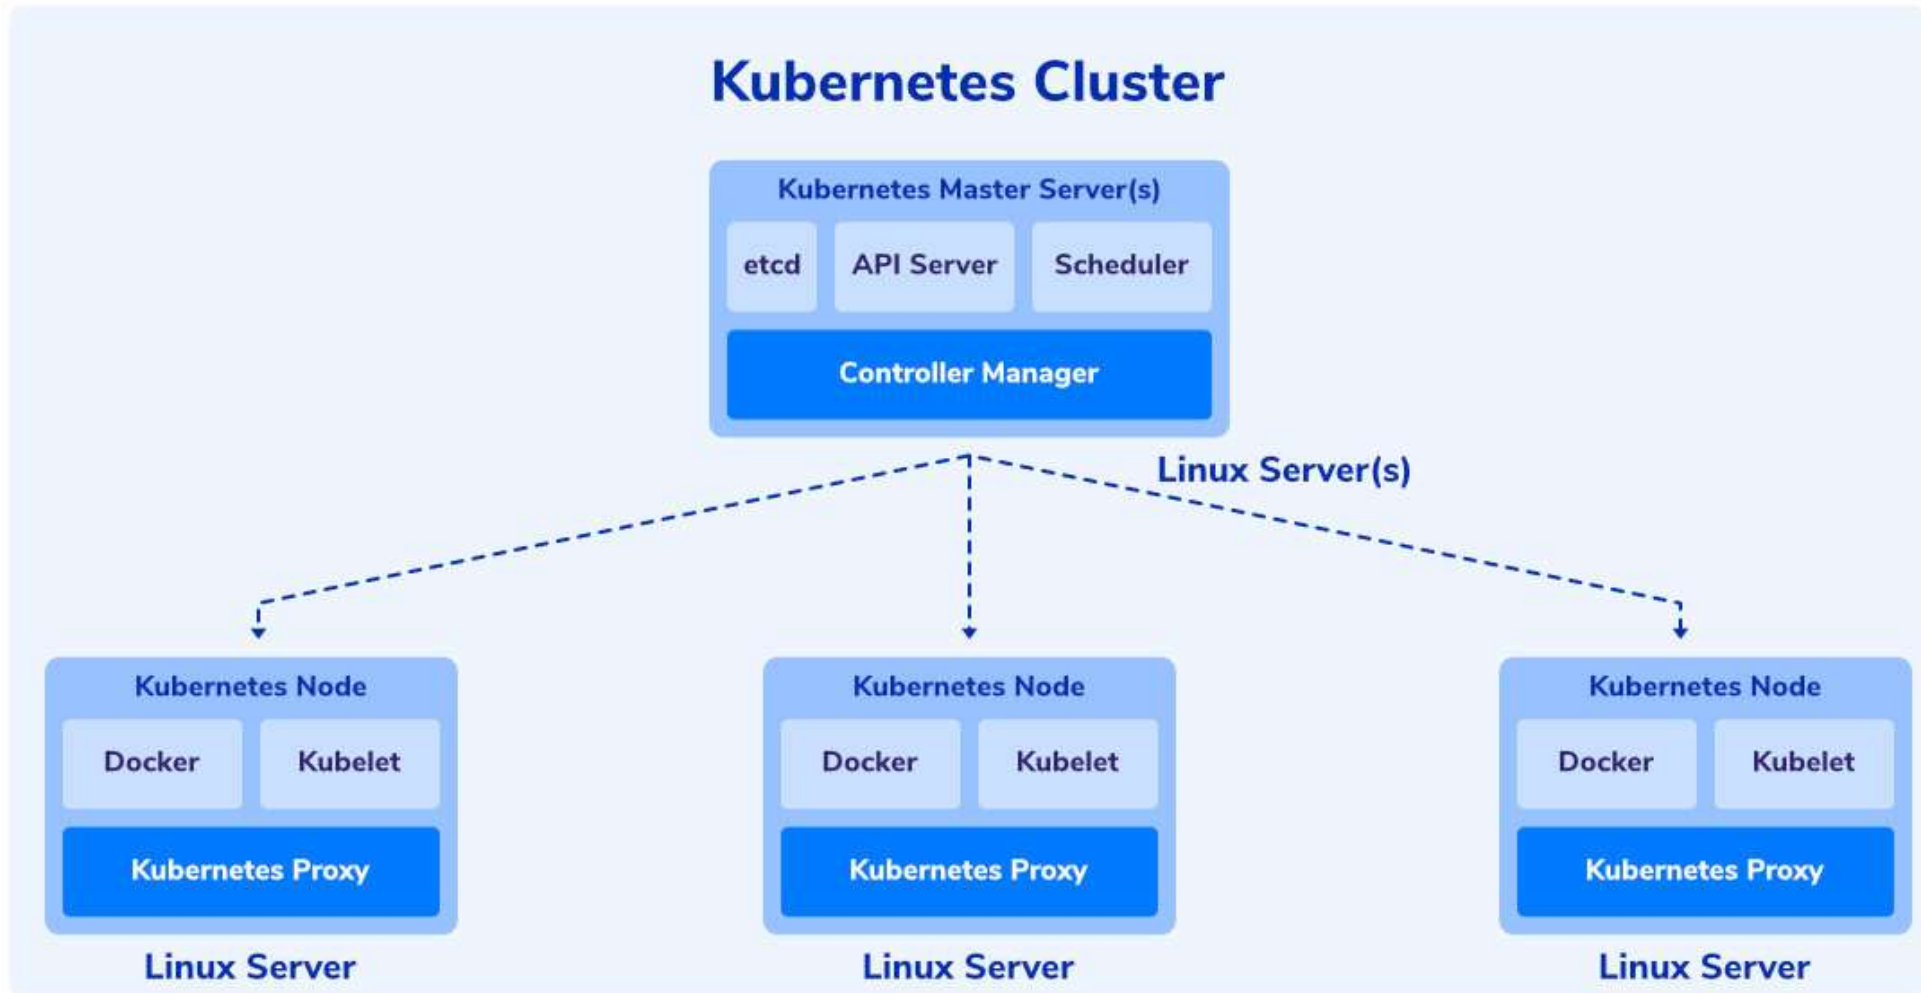 Kubernetes Cluster
Kubernetes Master Server(s)
etcd
API Server
Scheduler
Controller Manager
Linux Server(s)
Kubernetes Node
Docker
Kubelet
Kubernetes Proxy
Linux Server
Kubernetes Node
Docker
Kubelet
Kubernetes Proxy
Linux Server
Kubernetes Node
Docker
Kubelet
Kubernetes Proxy
Linux Server